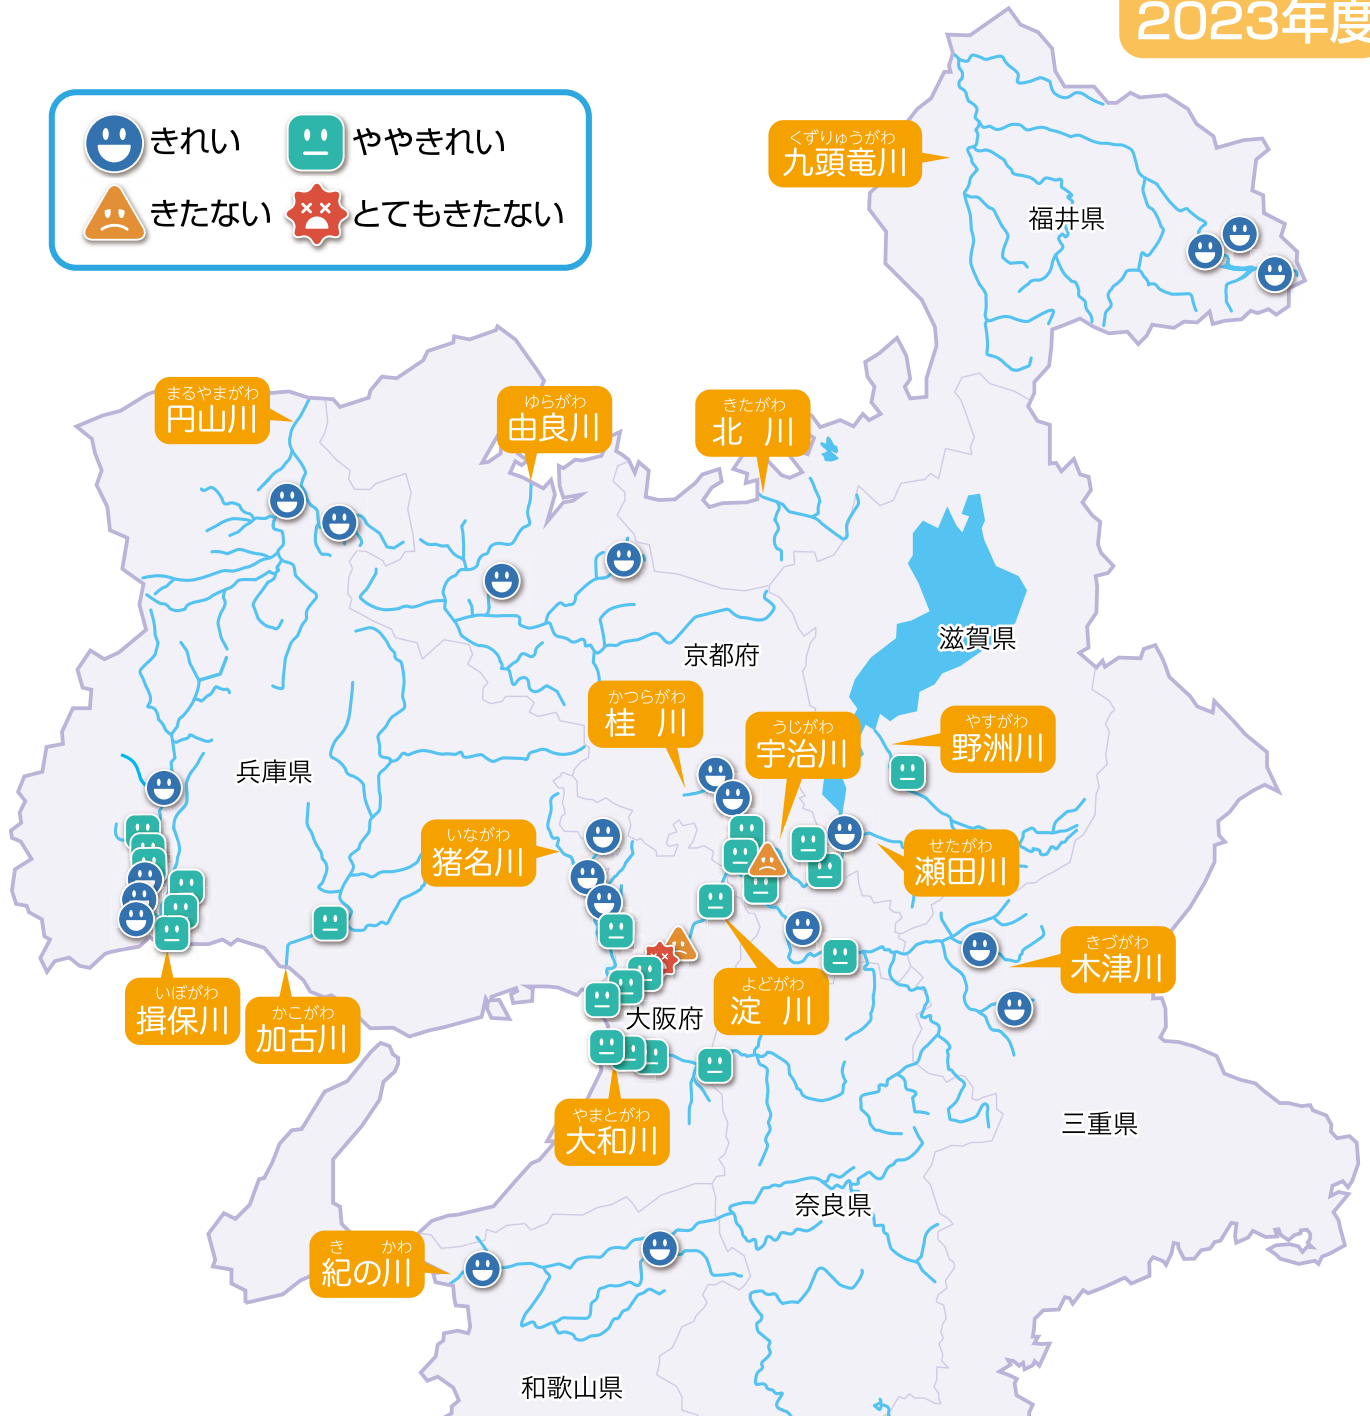 2023年度
きれい
ややきれい
きたない
とてもきたない
くずりゅうがわ
九頭竜川
福井県
まるやまがわ
円山川
ゆらがわ
由良川
きたがわ
北 川
滋賀県
京都府
かつらがわ
桂 川
うじがわ
宇治川
やすがわ
野洲川
兵庫県
いながわ
猪名川
せたがわ
瀬田川
きづがわ
木津川
いぼがわ
揖保川
かこがわ
加古川
よどがわ
淀 川
大阪府
やまとがわ
大和川
三重県
奈良県
き かわ
紀の川
和歌山県